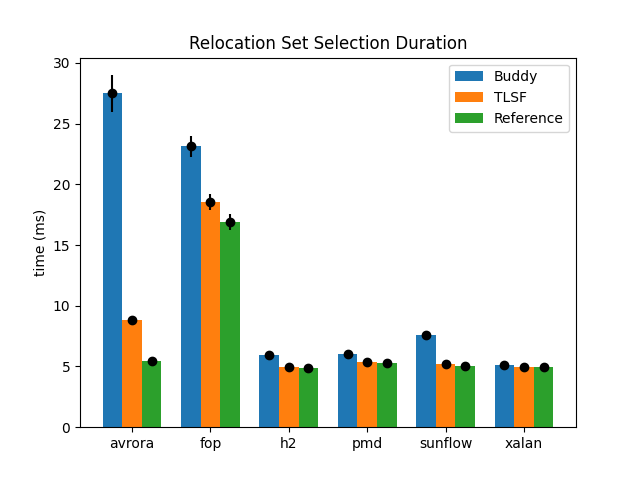 Relocation Set Selection Duration
Buddy
TLSF
Reference
time (ms)
30
25
20
15
10
5
0
avrora fop h2 pmd sunflow xalan